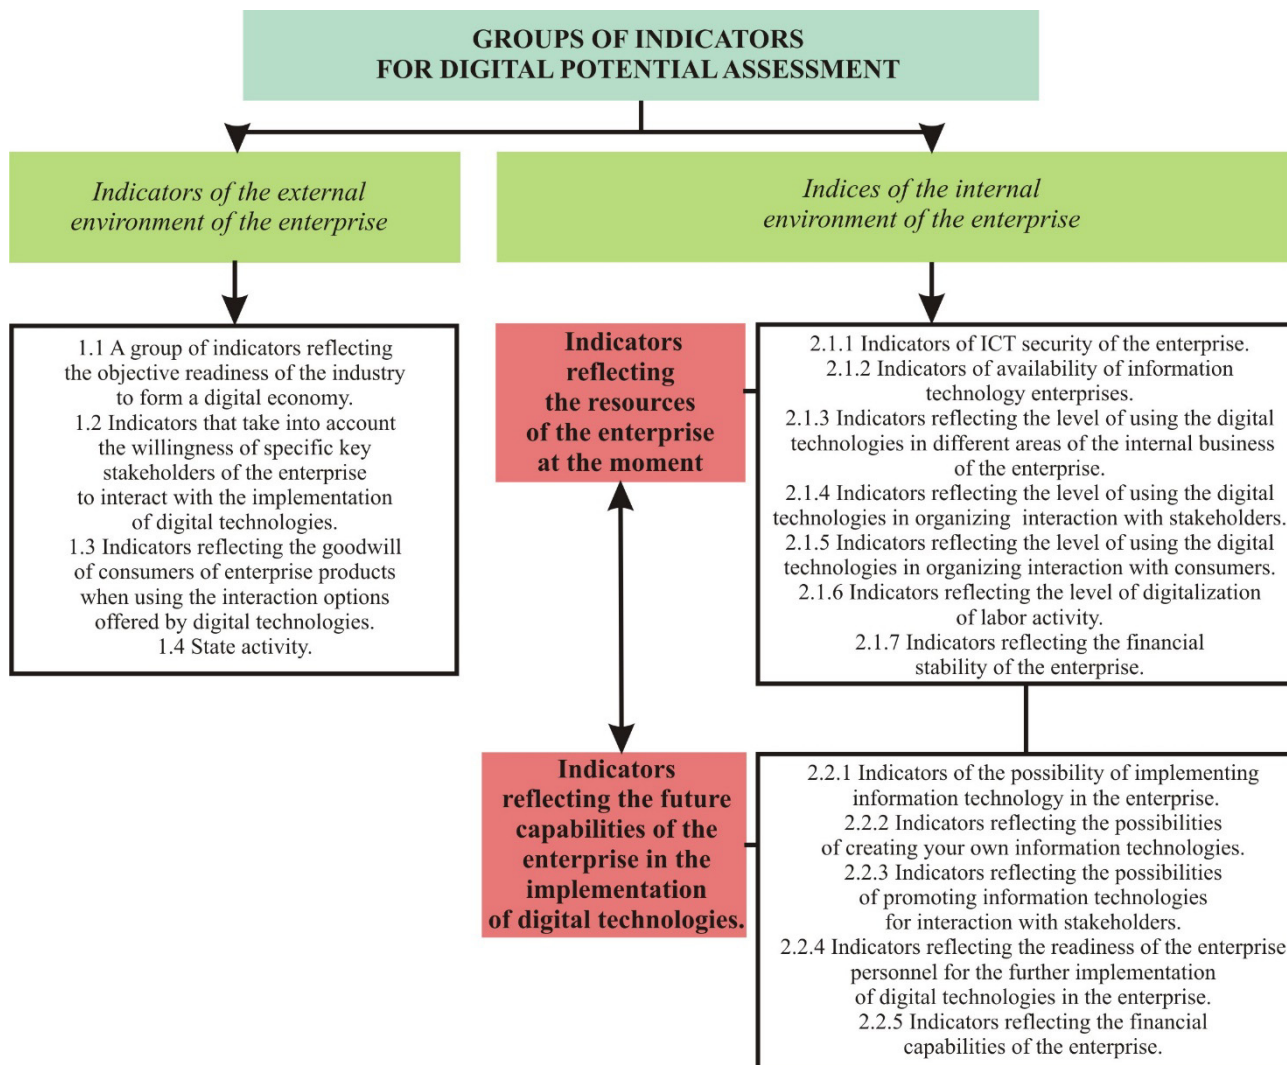 GROUPS OF INDICATORS
FOR DIGITAL POTENTIAL ASSESSMENT
Indicators of the external
environment of the enterprise
Indices of the internal
environment of the enterprise
1.1 A group of indicators reflecting
the objective readiness of the industry
to form a digital economy.
1.2 Indicators that take into account
the willingness of specific key
stakeholders of the enterprise
to interact with the implementation
of digital technologies.
1.3 Indicators reflecting the goodwill
of consumers of enterprise products
when using the interaction options
offered by digital technologies.
1.4 State activity.
Indicators
reflecting
the resources
of the enterprise
at the moment
2.1.1 Indicators of ICT security of the enterprise.
2.1.2 Indicators of availability of information
technology enterprises.
2.1.3 Indicators reflecting the level of using the digital
technologies in different areas of the internal business
of the enterprise.
2.1.4 Indicators reflecting the level of using the digital
technologies in organizing interaction with stakeholders.
2.1.5 Indicators reflecting the level of using the digital
technologies in organizing interaction with consumers.
2.1.6 Indicators reflecting the level of digitalization
of labor activity.
2.1.7 Indicators reflecting the financial
stability of the enterprise.
Indicators
reflecting the future
capabilities of the
enterprise in the
implementation
of digital technologies.
2.2.1 Indicators of the possibility of implementing
information technology in the enterprise.
2.2.2 Indicators reflecting the possibilities
of creating your own information technologies.
2.2.3 Indicators reflecting the possibilities
of promoting information technologies
for interaction with stakeholders.
2.2.4 Indicators reflecting the readiness of the enterprise
personnel for the further implementation
of digital technologies in the enterprise.
2.2.5 Indicators reflecting the financial
capabilities of the enterprise.